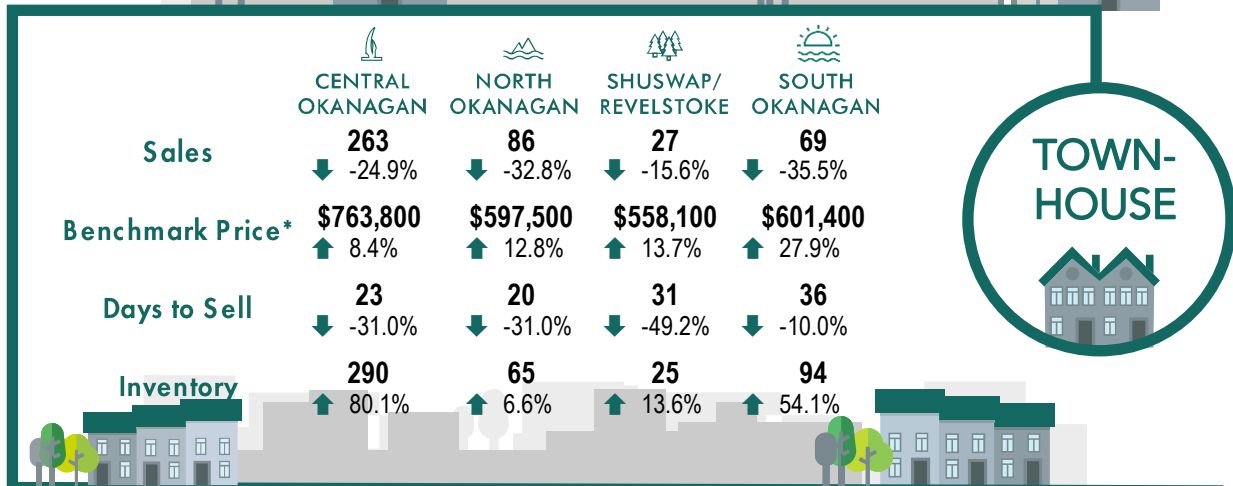 CENTRAL OKANAGAN
NORTH OKANAGAN
SHUSWAP/ REVELSTOKE
SOUTH OKANAGAN
TOWN-
HOUSE
Sales
263 86 27 69
-24.9% -32.8% -15.6% -35.5%
Benchmark Price*
$763,800 $597,500 $558,100 $601,400
8.4% 12.8% 13.7% 27.9%
Days to Sell
23 20 31 36
-31.0% -31.0% -49.2% -10.0%
Inventory
290 65 25 94
80.1% 6.6% 13.6% 54.1%